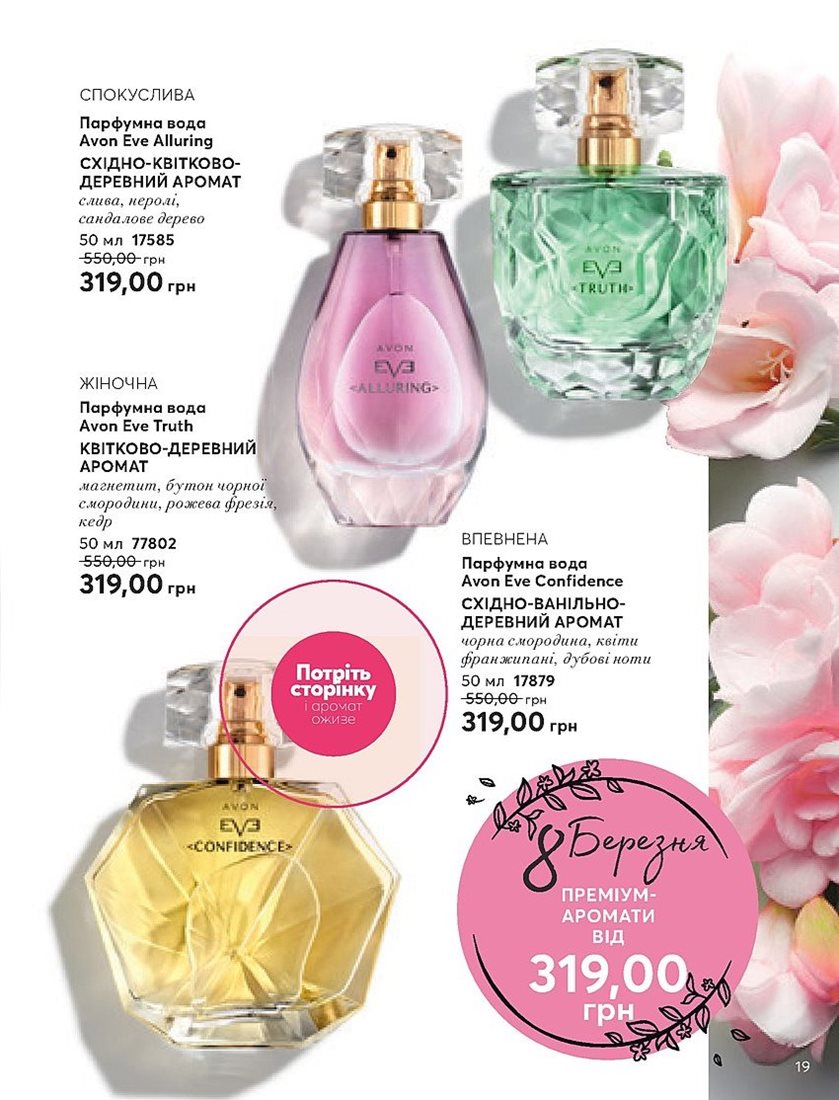 СПОКУСЛИВА
Парфумна вода
Avon Eve Alluring
СХІДНО-КВІТКОВО-
ДЕРЕВНИЙ АРОМАТ
слива, неролі,
сандалове дерево
50 мл 17585
550,00 грн
319,00 грн
ЖІНОЧНА
Парфумна вода
Avon Eve Truth
КВІТКОВО-ДЕРЕВНИЙ
АРОМАТ
магнетит, бутон чорної
смородини, рожева фрезія,
кедр
50 мл 77802
550,00 грн
319,00 грн
AVON
EVE
<ALLURING>
AVON
EVE
<TRUTH>
ВПЕВНЕНА
Парфумна вода
Avon Eve Confidence
СХІДНО-ВАНІЛЬНО-
ДЕРЕВНИЙ АРОМАТ
чорна смородина, квіти
франжипані, дубові ноти
50 мл 17879
550,00 грн
319,00 грн
Потріть
сторінку
і аромат
оживе
AVON
EVE
<CONFIDENCE>
8 Березня
ПРЕМІУМ-
АРОМАТИ
ВІД
319,00
грн
19